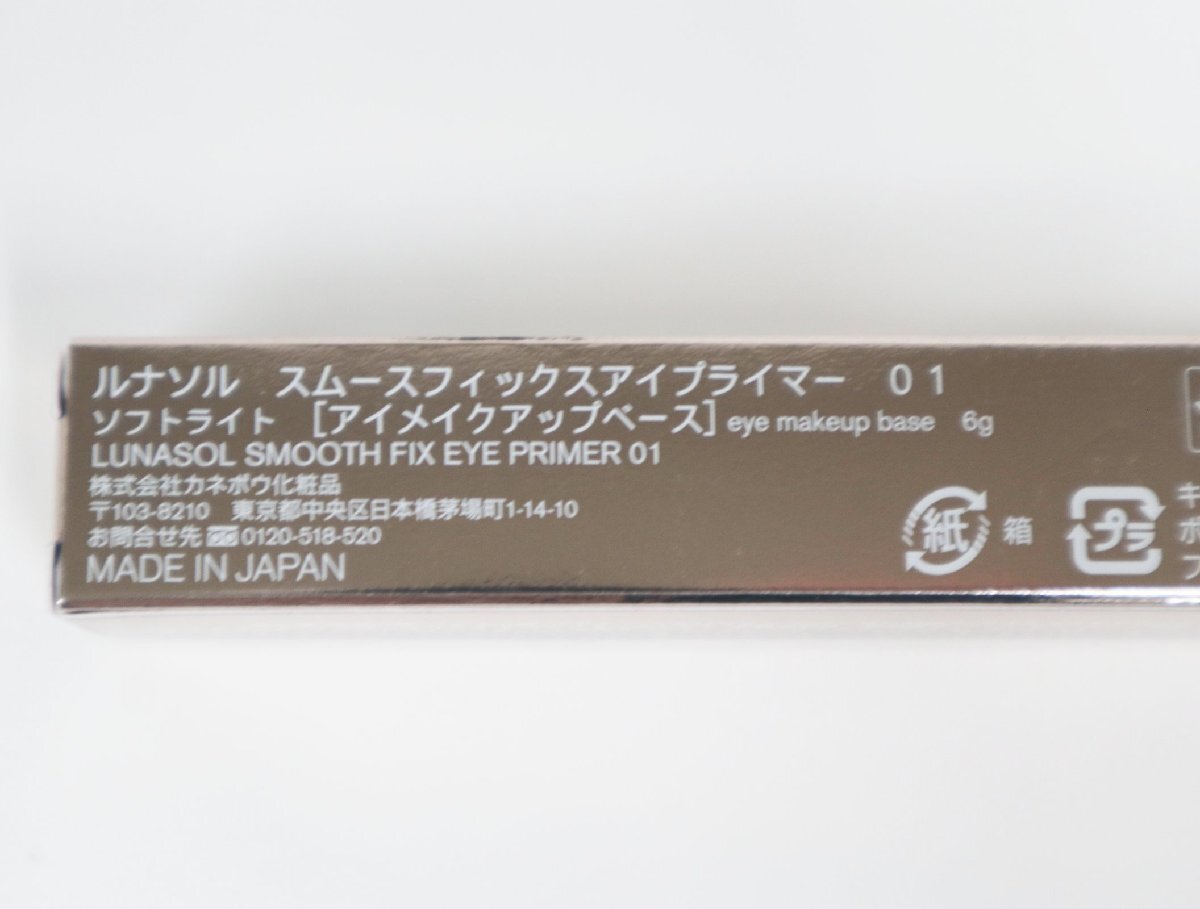 ルナソル　スムースフィックスアイプライマー　０１
ソフトライト　[アイメイクアップベース] eye makeup base　6g
LUNASOL SMOOTH FIX EYE PRIMER 01
株式会社カネボウ化粧品
〒103-8210　東京都中央区日本橋茅場町1-14-10
お問合せ先 0120-518-520
MADE IN JAPAN
紙 箱
プラ
キ
ボ